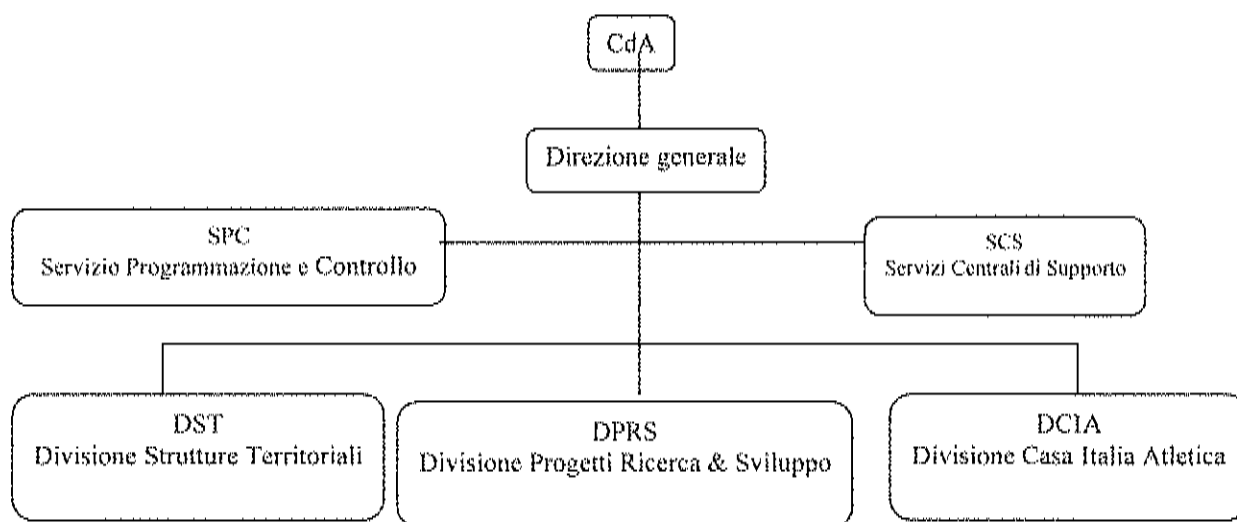 CdA
Direzione generale
SPC
Servizio Programmazione e Controllo
SCS
Servizi Centrali di Supporto
DST
Divisione Strutture Territoriali
DPRS
Divisione Progetti Ricerca & Sviluppo
DCIA
Divisione Casa Italia Atletica